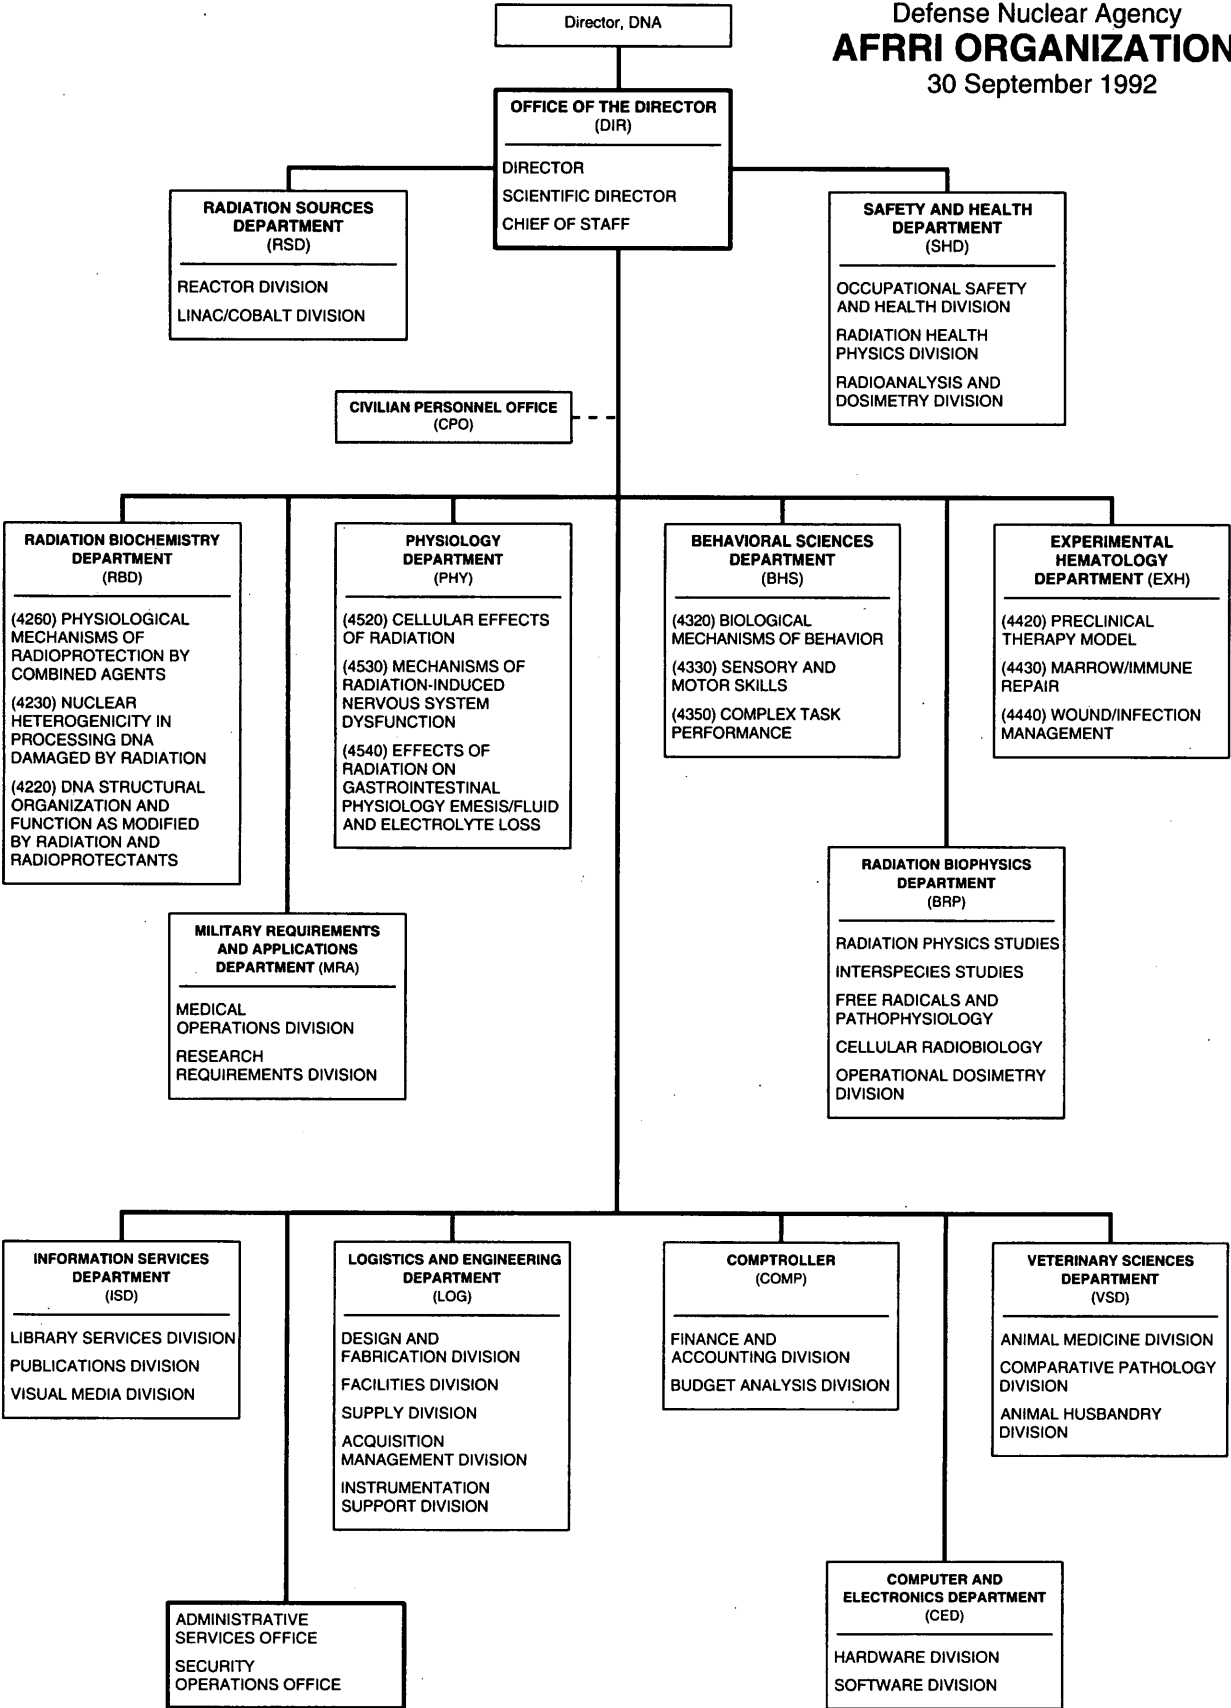 Defense Nuclear Agency
AFRRI ORGANIZATION
30 September 1992
Director, DNA
OFFICE OF THE DIRECTOR
(DIR)
DIRECTOR
SCIENTIFIC DIRECTOR
CHIEF OF STAFF
RADIATION SOURCES
DEPARTMENT
(RSD)
REACTOR DIVISION
LINAC/COBALT DIVISION
SAFETY AND HEALTH
DEPARTMENT
(SHD)
OCCUPATIONAL SAFETY
AND HEALTH DIVISION
RADIATION HEALTH
PHYSICS DIVISION
RADIOANALYSIS AND
DOSIMETRY DIVISION
CIVILIAN PERSONNEL OFFICE
(CPO)
RADIATION BIOCHEMISTRY
DEPARTMENT
(RBD)
(4260) PHYSIOLOGICAL
MECHANISMS OF
RADIOPROTECTION BY
COMBINED AGENTS
(4230) NUCLEAR
HETEROGENICITY IN
PROCESSING DNA
DAMAGED BY RADIATION
(4220) DNA STRUCTURAL
ORGANIZATION AND
FUNCTION AS MODIFIED
BY RADIATION AND
RADIOPROTECTANTS
PHYSIOLOGY
DEPARTMENT
(PHY)
(4520) CELLULAR EFFECTS
OF RADIATION
(4530) MECHANISMS OF
RADIATION-INDUCED
NERVOUS SYSTEM
DYSFUNCTION
(4540) EFFECTS OF
RADIATION ON
GASTROINTESTINAL
PHYSIOLOGY EMESIS/FLUID
AND ELECTROLYTE LOSS
BEHAVIORAL SCIENCES
DEPARTMENT
(BHS)
(4320) BIOLOGICAL
MECHANISMS OF BEHAVIOR
(4330) SENSORY AND
MOTOR SKILLS
(4350) COMPLEX TASK
PERFORMANCE
EXPERIMENTAL
HEMATOLOGY
DEPARTMENT (EXH)
(4420) PRECLINICAL
THERAPY MODEL
(4430) MARROW/IMMUNE
REPAIR
(4440) WOUND/INFECTION
MANAGEMENT
MILITARY REQUIREMENTS
AND APPLICATIONS
DEPARTMENT (MRA)
MEDICAL
OPERATIONS DIVISION
RESEARCH
REQUIREMENTS DIVISION
RADIATION BIOPHYSICS
DEPARTMENT
(BRP)
RADIATION PHYSICS STUDIES
INTERSPECIES STUDIES
FREE RADICALS AND
PATHOPHYSIOLOGY
CELLULAR RADIOBIOLOGY
OPERATIONAL DOSIMETRY
DIVISION
INFORMATION SERVICES
DEPARTMENT
(ISD)
LIBRARY SERVICES DIVISION
PUBLICATIONS DIVISION
VISUAL MEDIA DIVISION
LOGISTICS AND ENGINEERING
DEPARTMENT
(LOG)
DESIGN AND
FABRICATION DIVISION
FACILITIES DIVISION
SUPPLY DIVISION
ACQUISITION
MANAGEMENT DIVISION
INSTRUMENTATION
SUPPORT DIVISION
COMPTROLLER
(COMP)
FINANCE AND
ACCOUNTING DIVISION
BUDGET ANALYSIS DIVISION
VETERINARY SCIENCES
DEPARTMENT
(VSD)
ANIMAL MEDICINE DIVISION
COMPARATIVE PATHOLOGY
DIVISION
ANIMAL HUSBANDRY
DIVISION
ADMINISTRATIVE
SERVICES OFFICE
SECURITY
OPERATIONS OFFICE
COMPUTER AND
ELECTRONICS DEPARTMENT
(CED)
HARDWARE DIVISION
SOFTWARE DIVISION